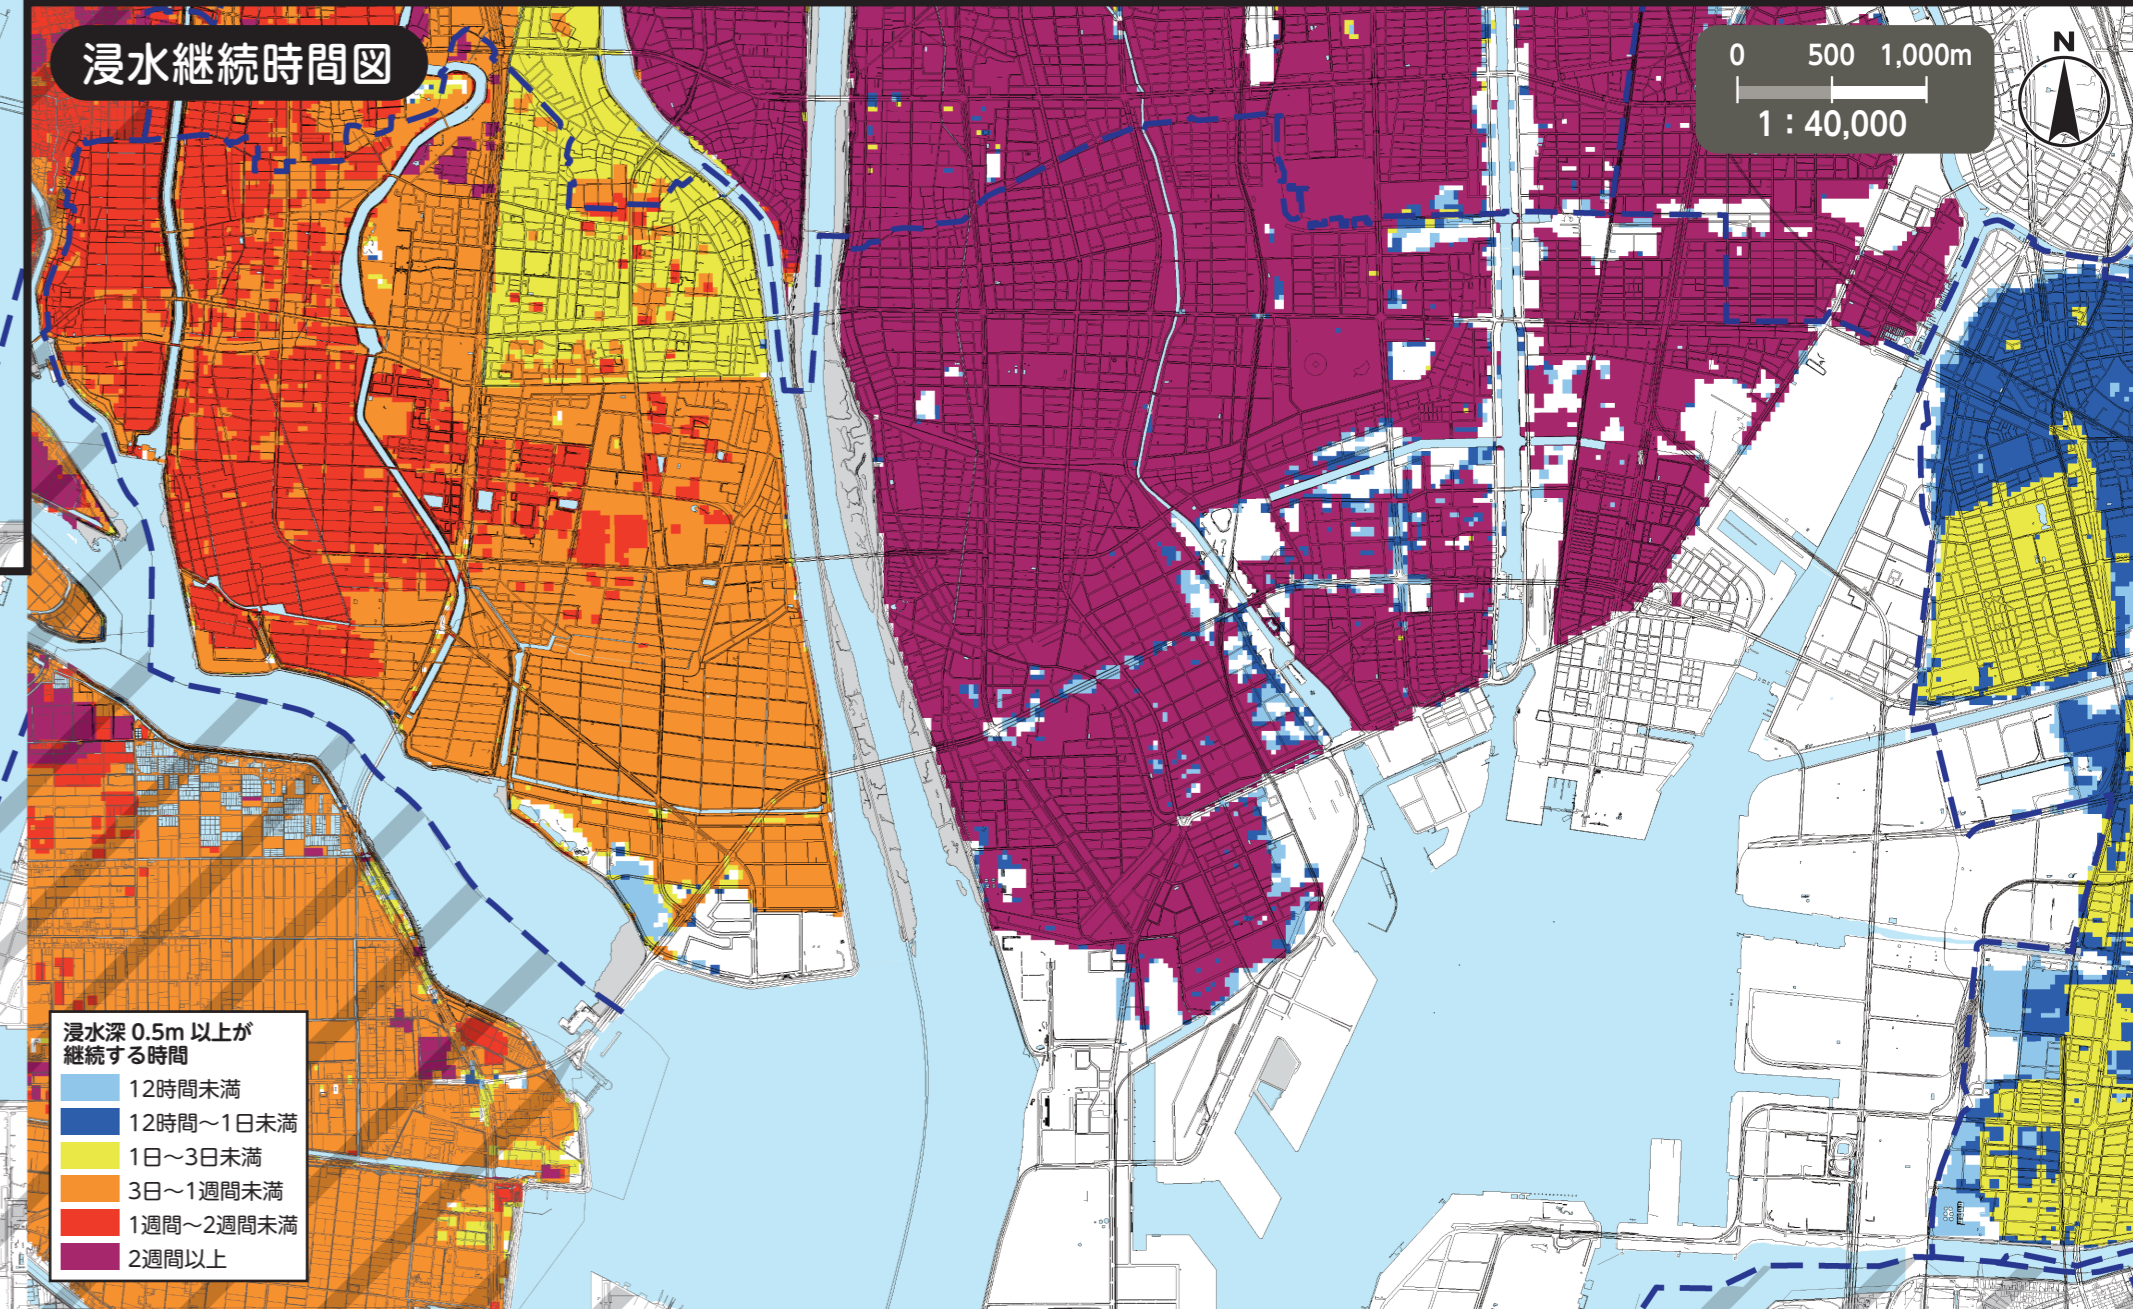 浸水継続時間図
0 500 1,000m
1：40,000
N
浸水深 0.5m 以上が
継続する時間
12時間未満
12時間～1日未満
1日～3日未満
3日～1週間未満
1週間～2週間未満
2週間以上